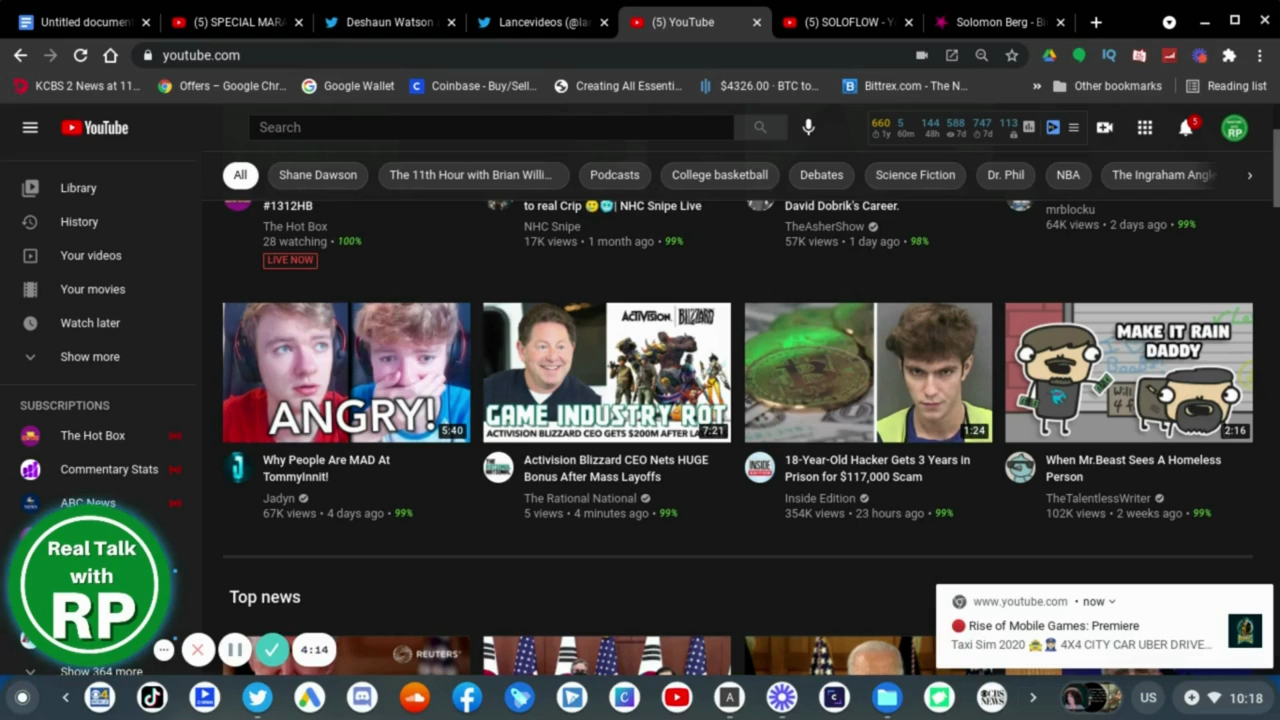 Untitled document
(5) SPECIAL MARA
Deshaun Watson
Lancevideos (@la
(5) YouTube
(5) SOLOFLOW - Y
Solomon Berg - Bi
youtube.com
KCBS 2 News at 11...
Offers – Google Chr...
Google Wallet
Coinbase - Buy/Sell...
Creating All Essenti...
$4326.00 · BTC to...
Bittrex.com - The N...
»
Other bookmarks
Reading list
YouTube
Search
660 5 144 588 747 113
1y 60m 48h 7d 7d
5
RP
All
Shane Dawson
The 11th Hour with Brian Willi...
Podcasts
College basketball
Debates
Science Fiction
Dr. Phil
NBA
The Ingraham Angle
Library
History
Your videos
Your movies
Watch later
Show more
SUBSCRIPTIONS
The Hot Box
Commentary Stats
ABC News
Show 364 more
#1312HB
The Hot Box
28 watching • 100%
LIVE NOW
to real Crip 😕🥶| NHC Snipe Live
NHC Snipe
17K views • 1 month ago • 99%
David Dobrik's Career.
TheAsherShow
57K views • 1 day ago • 98%
mrblocku
64K views • 2 days ago • 99%
ANGRY!
5:40
Why People Are MAD At
TommyInnit!
Jadyn
67K views • 4 days ago • 99%
ACTIVISION BLIZZARD
GAME INDUSTRY ROT
ACTIVISION BLIZZARD CEO GETS $200M AFTER LA
7:21
Activision Blizzard CEO Nets HUGE
Bonus After Mass Layoffs
The Rational National
5 views • 4 minutes ago • 99%
1:24
INSIDE EDITION
18-Year-Old Hacker Gets 3 Years in
Prison for $117,000 Scam
Inside Edition
354K views • 23 hours ago • 99%
MAKE IT RAIN
DADDY
2:16
When Mr.Beast Sees A Homeless
Person
TheTalentlessWriter
102K views • 2 weeks ago • 99%
Top news
REUTERS
Real Talk
with
RP
4:14
www.youtube.com • now
🔴 Rise of Mobile Games: Premiere
Taxi Sim 2020 🚖👮 4X4 CITY CAR UBER DRIVE...
CBS NEWS
US
10:18